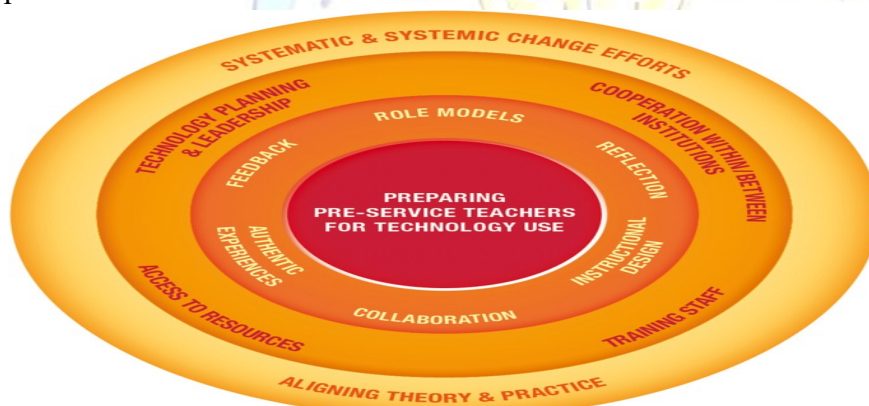 SYSTEMATIC & SYSTEMIC CHANGE EFFORTS
TECHNOLOGY PLANNING
& LEADERSHIP
COOPERATION WITHIN/BETWEEN
INSTITUTIONS
ROLE MODELS
FEEDBACK
REFLECTION
PREPARING
PRE-SERVICE TEACHERS
FOR TECHNOLOGY USE
AUTHENTIC
EXPERIENCES
INSTRUCTIONAL
DESIGN
COLLABORATION
ACCESS TO RESOURCES
TRAINING STAFF
ALIGNING THEORY & PRACTICE